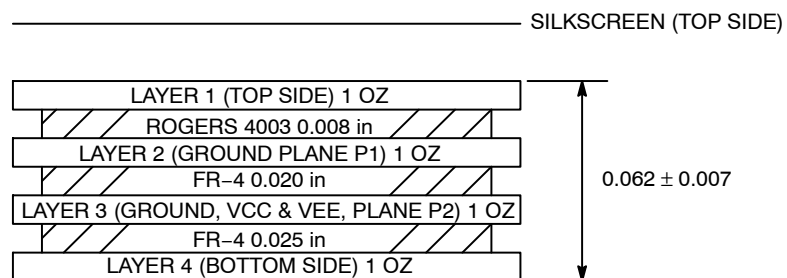 SILKSCREEN (TOP SIDE)
LAYER 1 (TOP SIDE) 1 OZ
ROGERS 4003 0.008 in
LAYER 2 (GROUND PLANE P1) 1 OZ
FR−4 0.020 in
0.062 ± 0.007
LAYER 3 (GROUND, VCC & VEE, PLANE P2) 1 OZ
FR−4 0.025 in
LAYER 4 (BOTTOM SIDE) 1 OZ